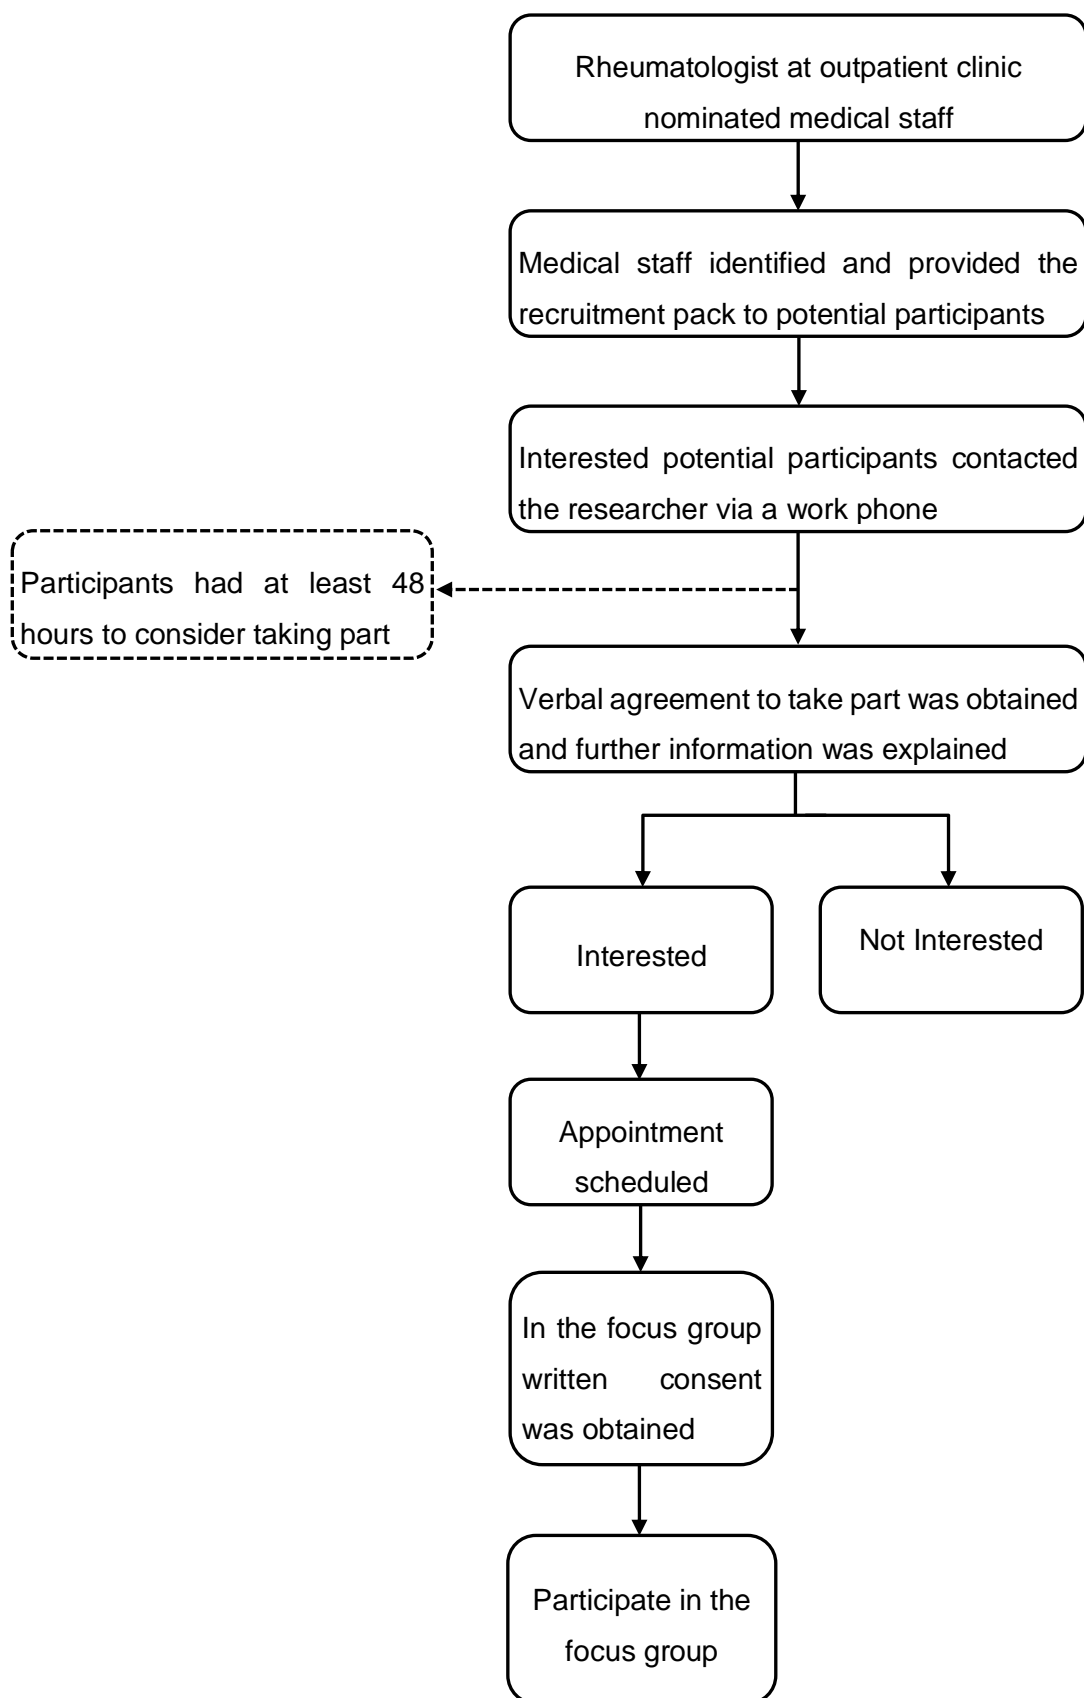 Rheumatologist at outpatient clinic
nominated medical staff
Medical staff identified and provided the
recruitment pack to potential participants
Interested potential participants contacted
the researcher via a work phone
Participants had at least 48
hours to consider taking part
Verbal agreement to take part was obtained
and further information was explained
Interested
Not Interested
Appointment
scheduled
In the focus group
written consent
was obtained
Participate in the
focus group